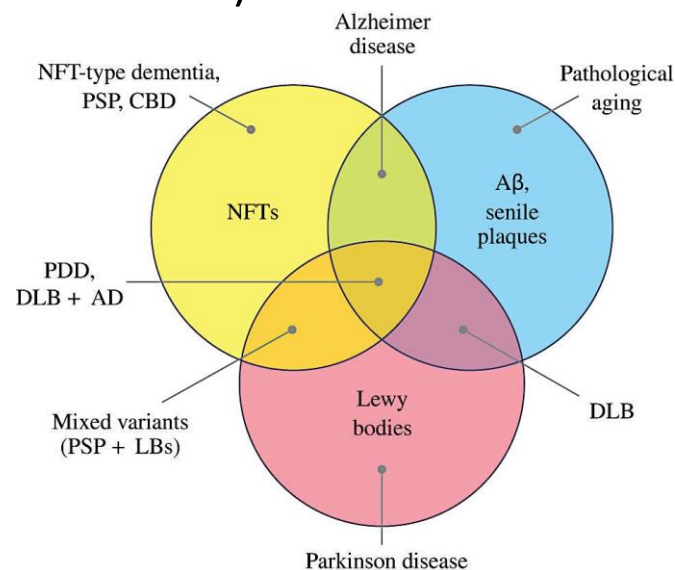 Alzheimer
disease
NFT-type dementia,
PSP, CBD
Pathological
aging
NFTs
Aβ,
senile
plaques
PDD,
DLB + AD
Lewy
bodies
Mixed variants
(PSP + LBs)
DLB
Parkinson disease